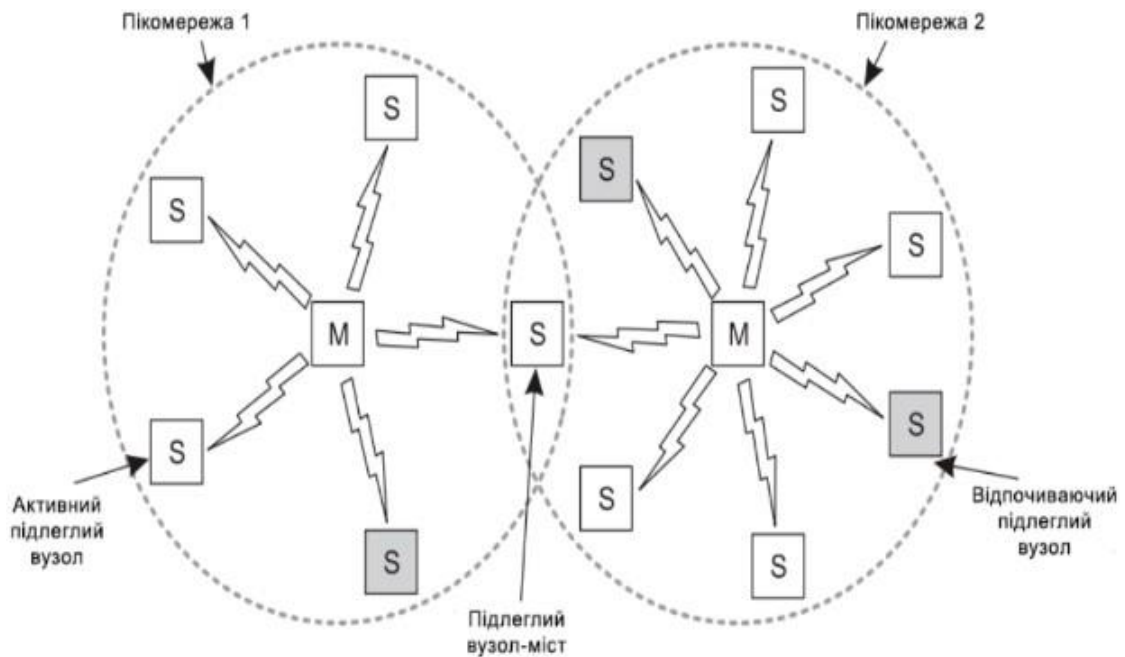 Пікомережа 1
Пікомережа 2
S
S
S
S
S
S
M
S
M
S
S
S
S
S
Активний
підлеглий
вузол
Відпочиваючий
підлеглий
вузол
Підлеглий
вузол-міст